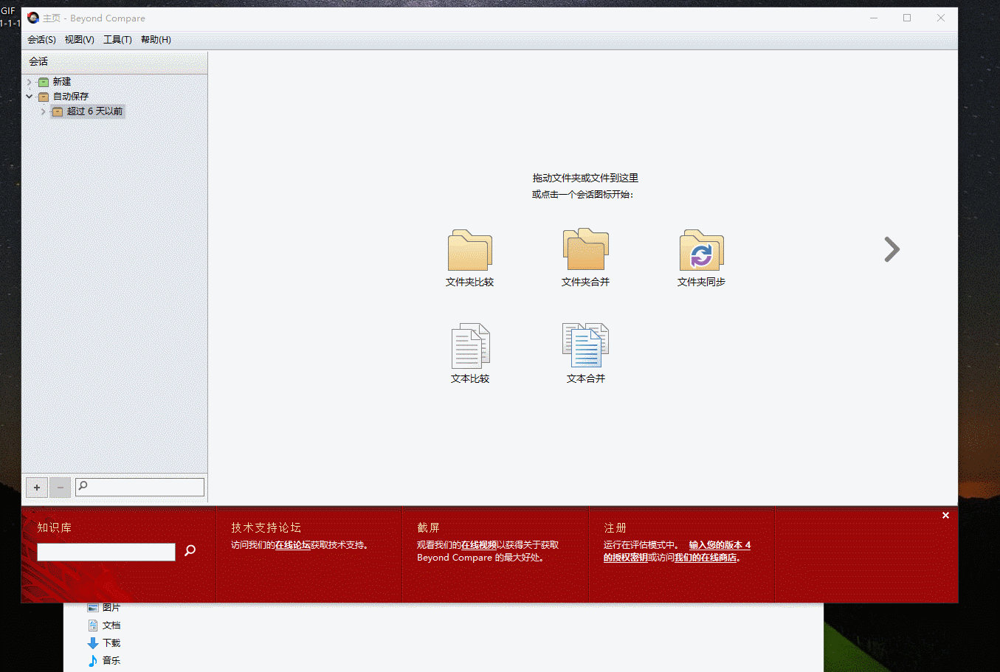 GIF
1-1-1
主页 - Beyond Compare
会话(S) 视图(V) 工具(T) 帮助(H)
会话
新建
自动保存
超过 6 天以前
拖动文件夹或文件到这里
或点击一个会话图标开始：
文件夹比较 文件夹合并 文件夹同步
文本比较 文本合并
知识库
技术支持论坛
访问我们的在线论坛获取技术支持。
截屏
观看我们的在线视频以获得关于获取
Beyond Compare 的最大好处。
注册
运行在评估模式中。 输入您的版本 4
的授权密钥或访问我们的在线商店。
图片
文档
下载
音乐